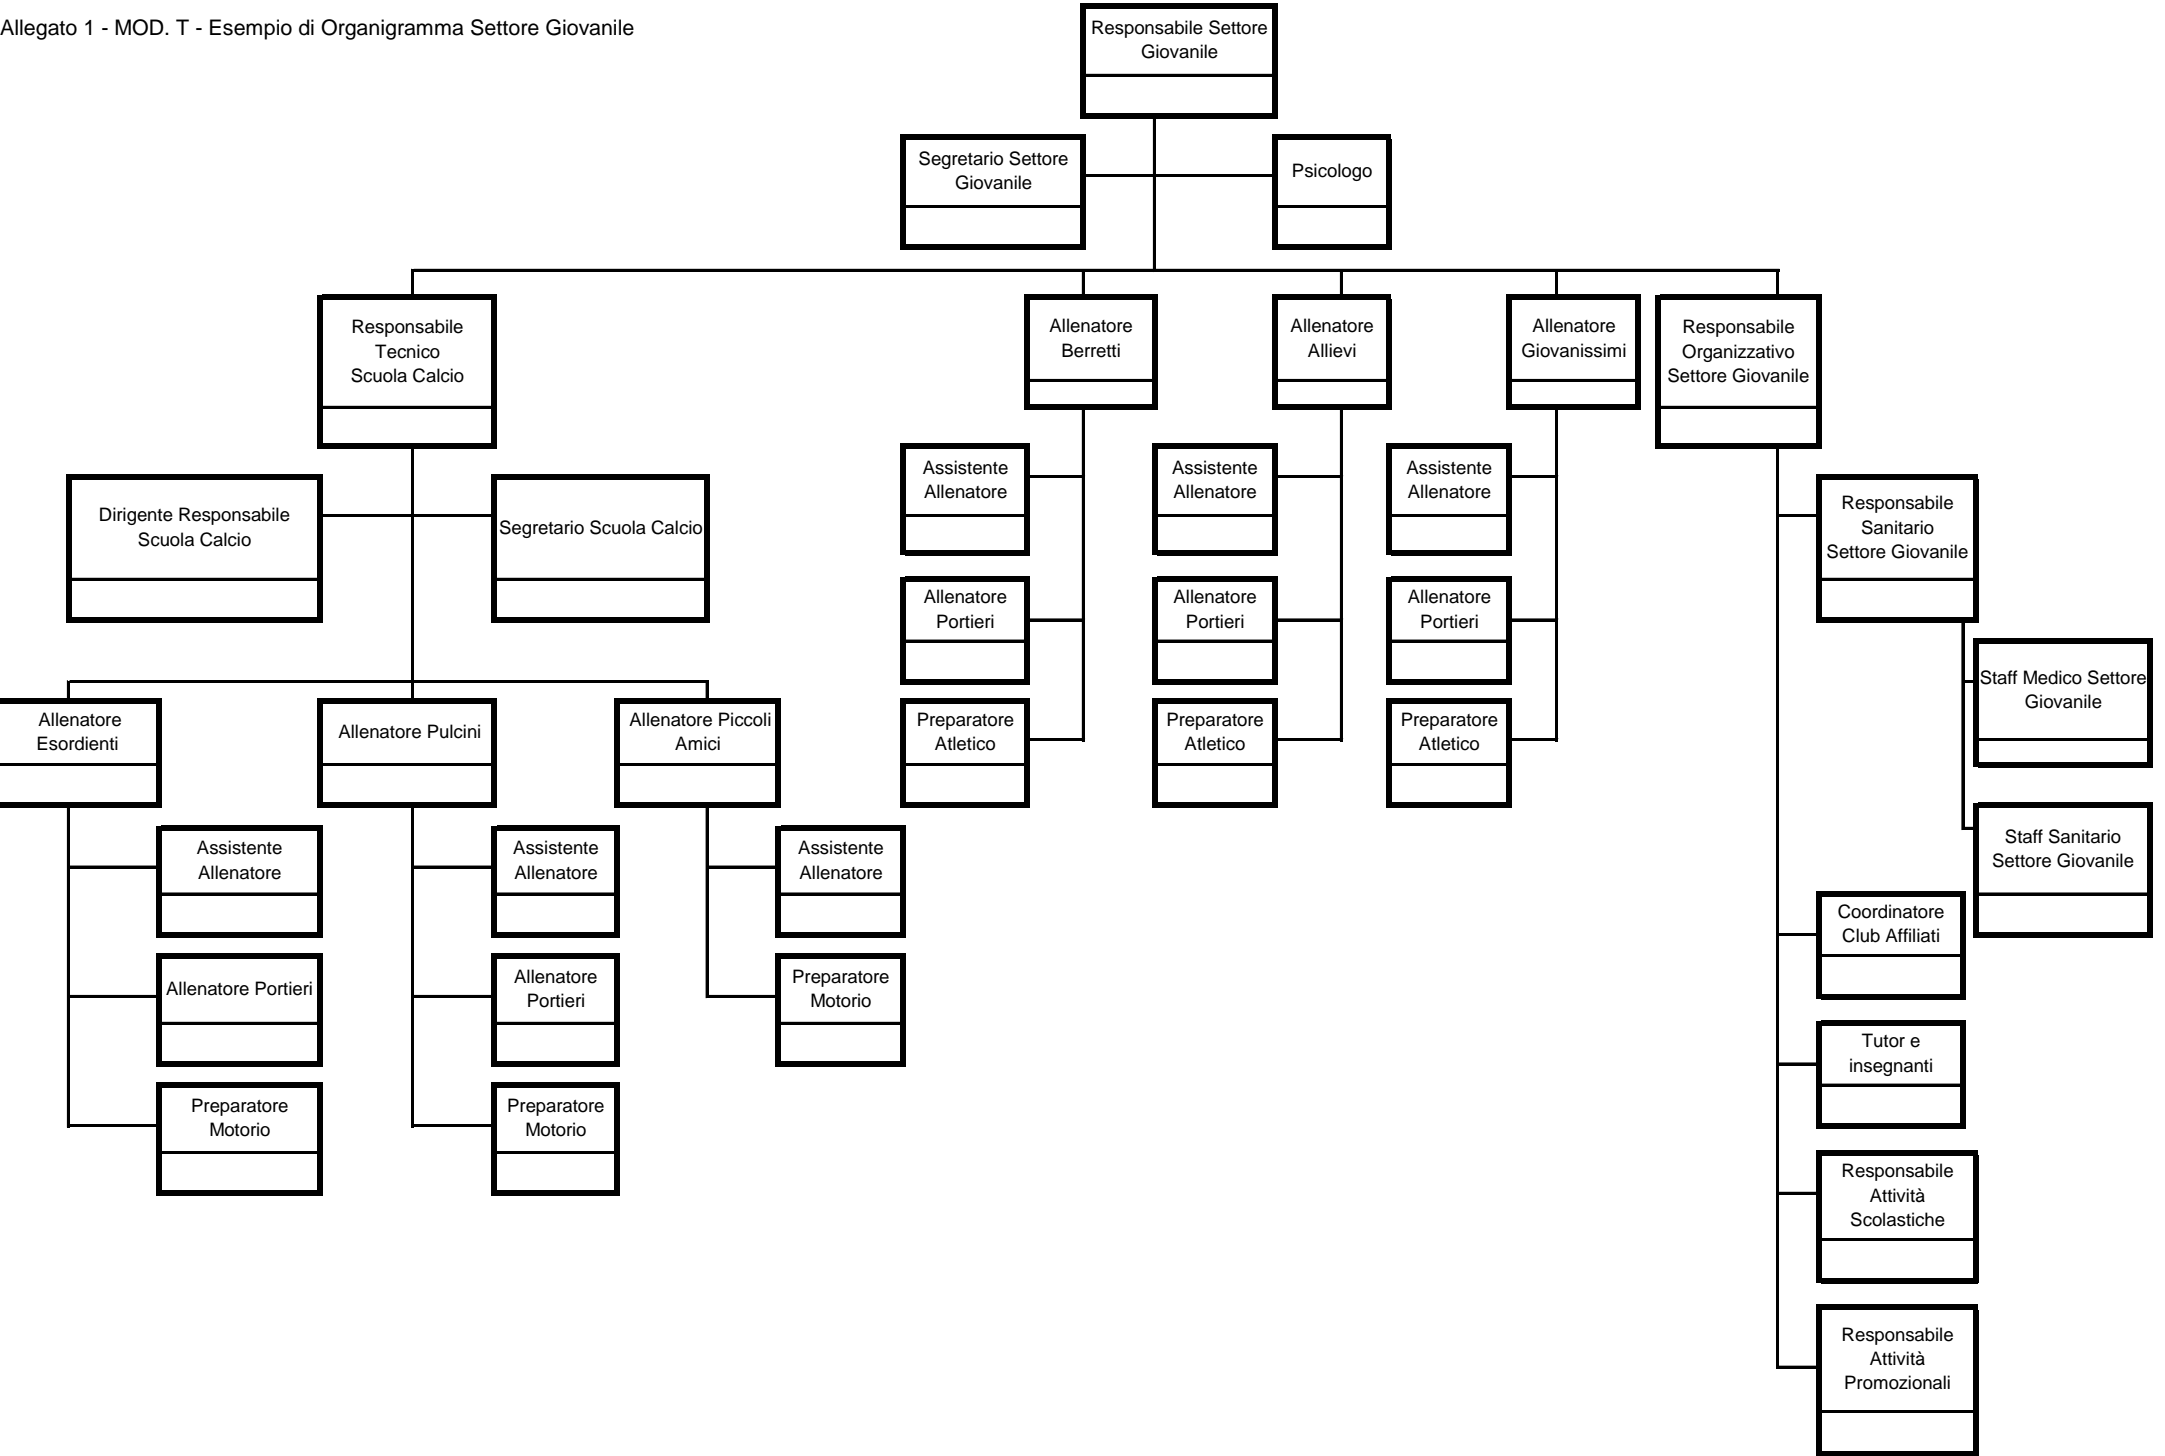 Allegato 1 - MOD. T - Esempio di Organigramma Settore Giovanile
Responsabile Settore
Giovanile
Segretario Settore
Giovanile
Psicologo
Responsabile
Tecnico
Scuola Calcio
Allenatore
Berretti
Allenatore
Allievi
Allenatore
Giovanissimi
Responsabile
Organizzativo
Settore Giovanile
Dirigente Responsabile
Scuola Calcio
Segretario Scuola Calcio
Assistente
Allenatore
Assistente
Allenatore
Assistente
Allenatore
Responsabile
Sanitario
Settore Giovanile
Allenatore
Portieri
Allenatore
Portieri
Allenatore
Portieri
Staff Medico Settore
Giovanile
Allenatore
Esordienti
Allenatore Pulcini
Allenatore Piccoli
Amici
Preparatore
Atletico
Preparatore
Atletico
Preparatore
Atletico
Assistente
Allenatore
Assistente
Allenatore
Assistente
Allenatore
Staff Sanitario
Settore Giovanile
Coordinatore
Club Affiliati
Allenatore Portieri
Allenatore
Portieri
Preparatore
Motorio
Tutor e
insegnanti
Preparatore
Motorio
Preparatore
Motorio
Responsabile
Attività
Scolastiche
Responsabile
Attività
Promozionali